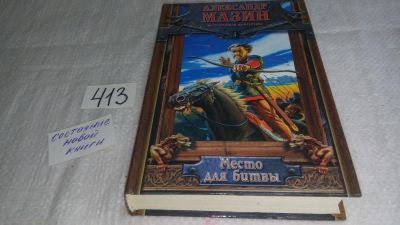 АЛЕКСАНДР
МАЗИН
413
состояние
новой
книги
Место
для битвы